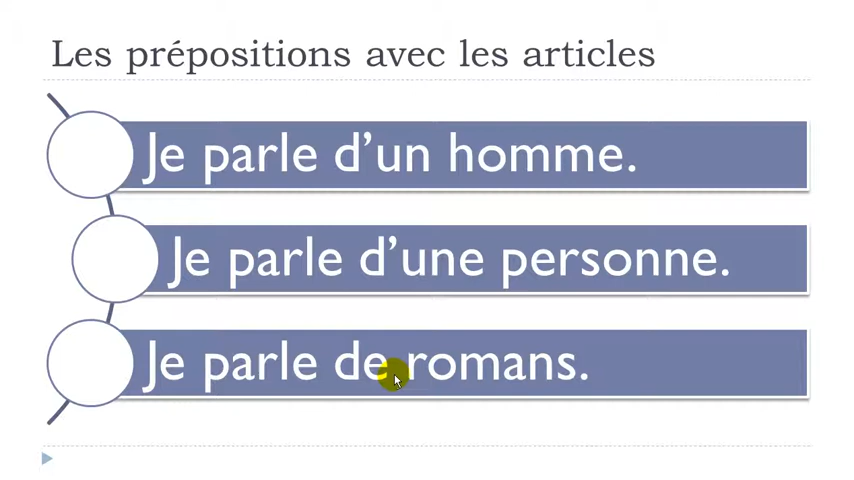 Les prépositions avec les articles
Je parle d’un homme.
Je parle d’une personne.
Je parle de romans.